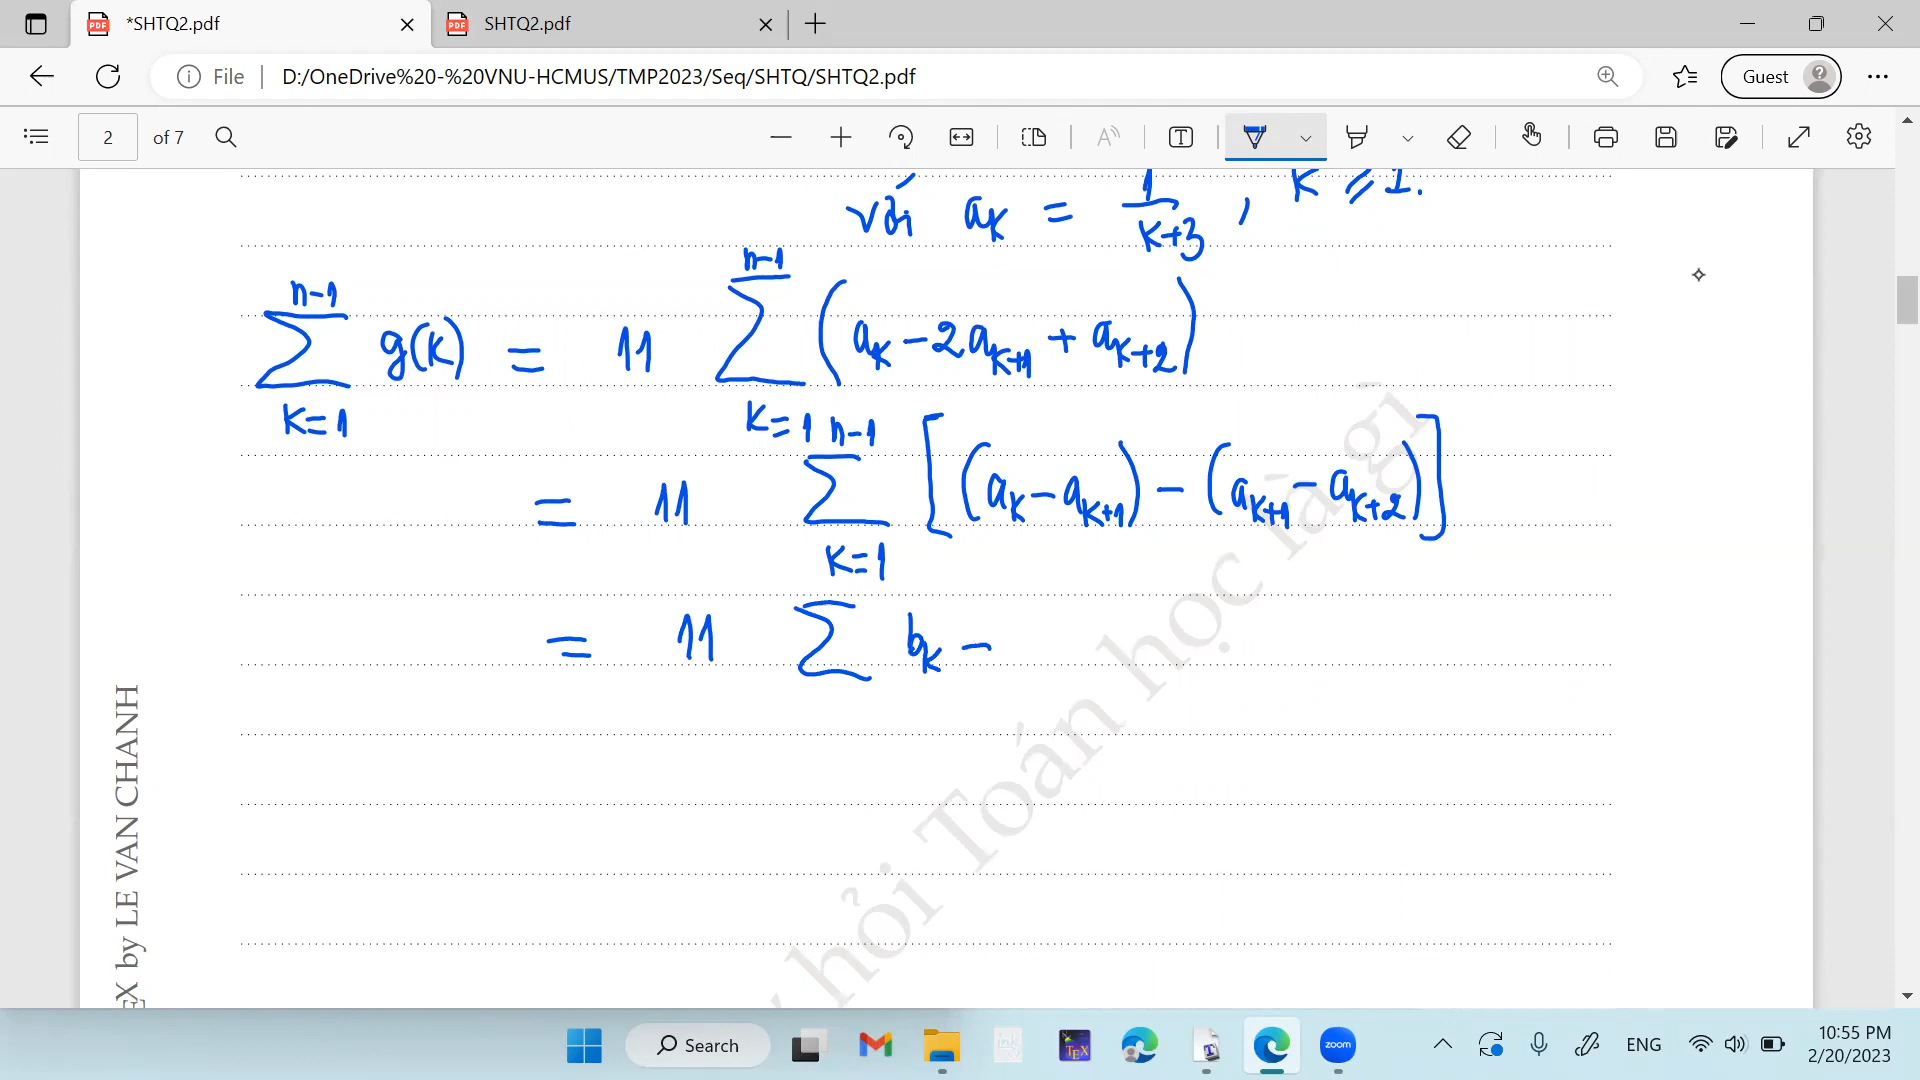 *SHTQ2.pdf
SHTQ2.pdf
File D:/OneDrive%20-%20VNU-HCMUS/TMP2023/Seq/SHTQ/SHTQ2.pdf Guest
2 of 7
với a_k = 1/(k+3), k ⩾ 1.
∑_{k=1}^{n-1} g(k) = 11 ∑_{k=1}^{n-1} (a_k - 2a_{k+1} + a_{k+2})
= 11 ∑_{k=1}^{n-1} [(a_k - a_{k+1}) - (a_{k+1} - a_{k+2})]
= 11 ∑ b_k -
hỏi Toán học là gì
EX by LE VAN CHANH
Search
zoom
ENG
10:55 PM
2/20/2023